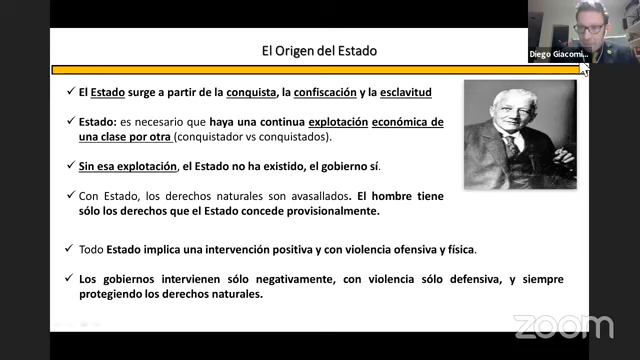 Diego Giacomi...
El Origen del Estado
✓ El Estado surge a partir de la conquista, la confiscación y la esclavitud
✓ Estado: es necesario que haya una continua explotación económica de
una clase por otra (conquistador vs conquistados).
✓ Sin esa explotación, el Estado no ha existido, el gobierno sí.
✓ Con Estado, los derechos naturales son avasallados. El hombre tiene
sólo los derechos que el Estado concede provisionalmente.
✓ Todo Estado implica una intervención positiva y con violencia ofensiva y física.
✓ Los gobiernos intervienen sólo negativamente, con violencia sólo defensiva, y siempre
protegiendo los derechos naturales.
zoom